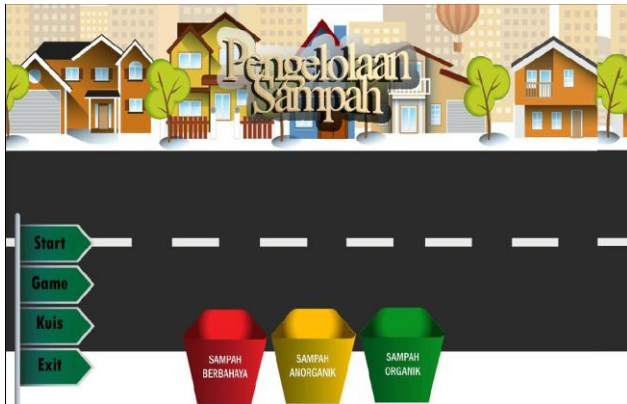 Pengelolaan
Sampah
Start
Game
Kuis
Exit
SAMPAH
BERBAHAYA
SAMPAH
ANORGANIK
SAMPAH
ORGANIK